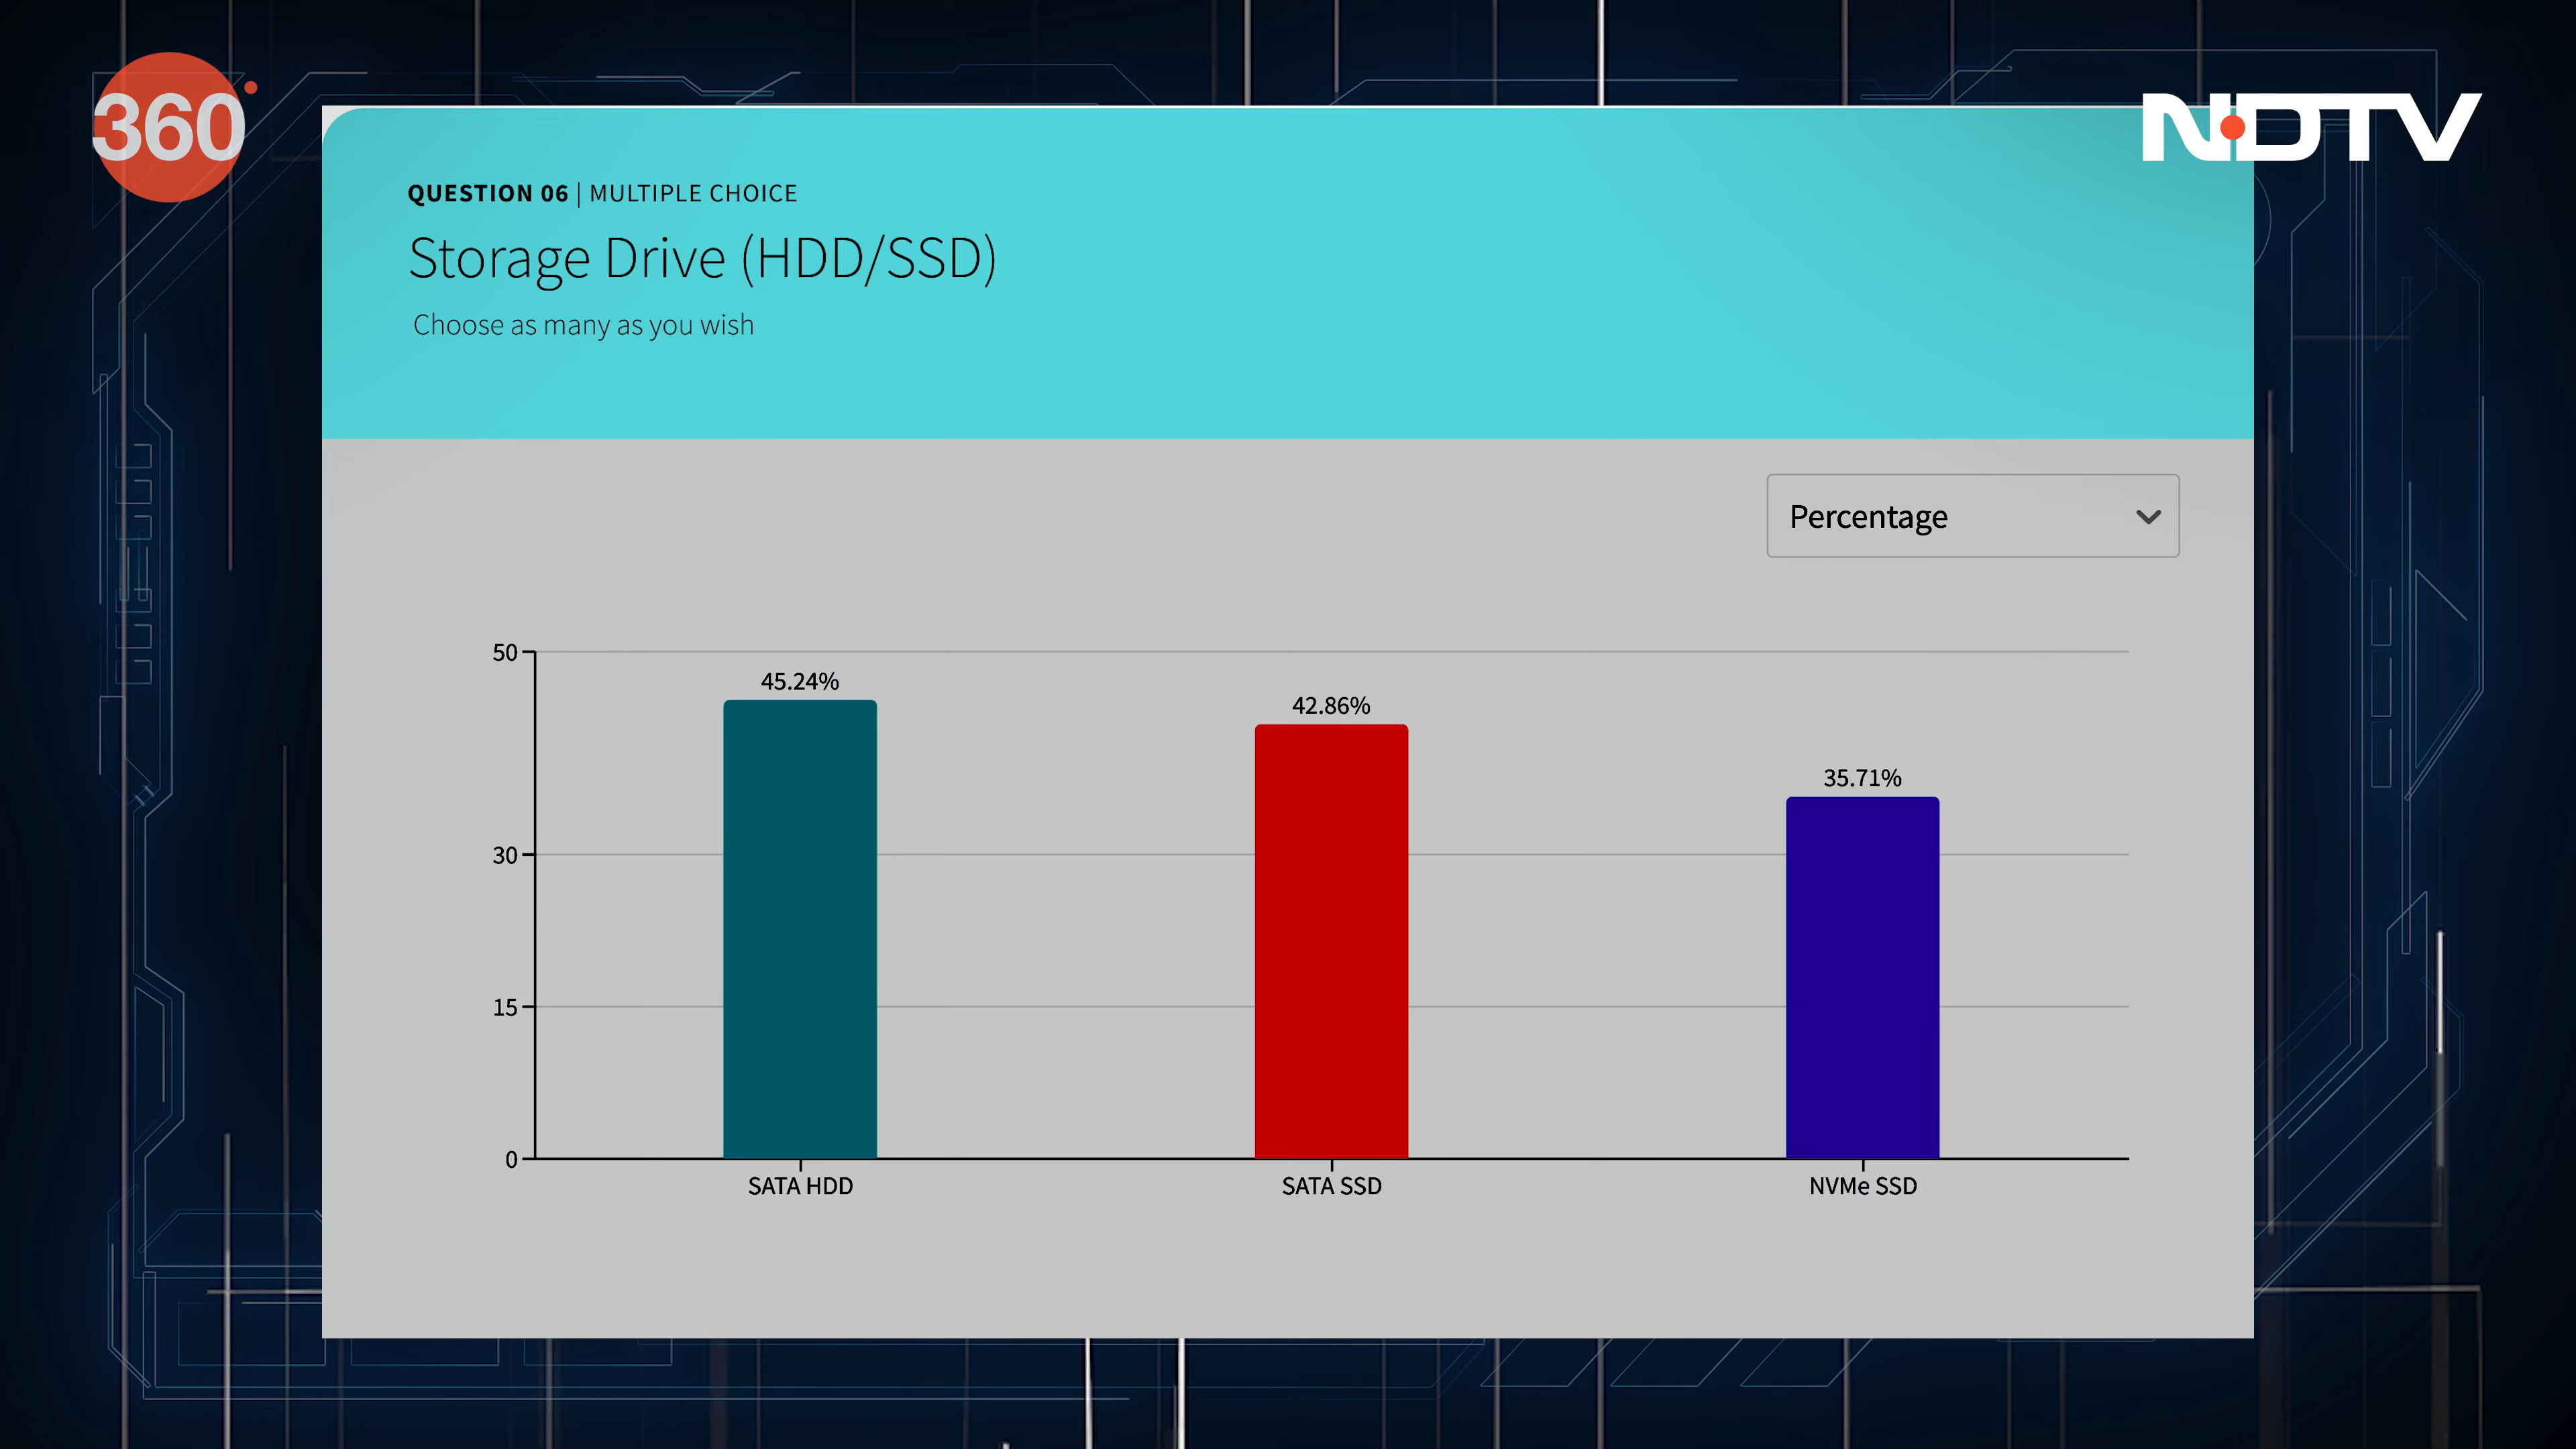 360°
NDTV
QUESTION 06 | MULTIPLE CHOICE
Storage Drive (HDD/SSD)
Choose as many as you wish
Percentage
50
30
15
0
45.24%
42.86%
35.71%
SATA HDD
SATA SSD
NVMe SSD